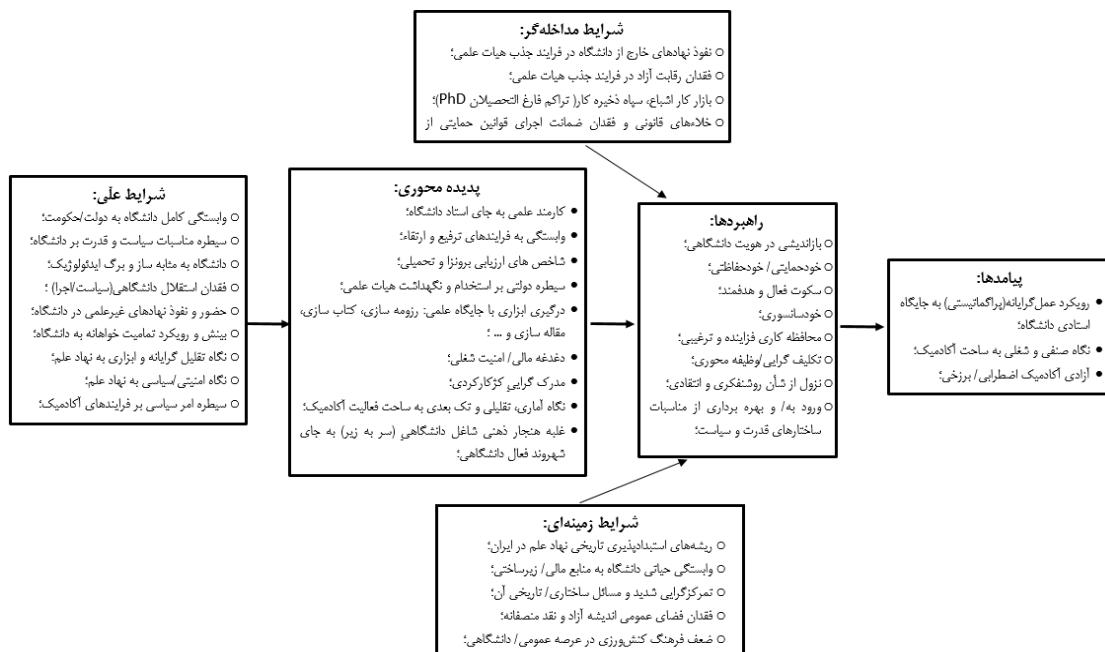 شرایط مداخله‌گر:
○ نفوذ نهادهای خارج از دانشگاه در فرایند جذب هیات علمی؛
○ فقدان رقابت آزاد در فرایند جذب هیات علمی؛
○ بازار کار اشباع، سپاه ذخیره کار( تراکم فارغ التحصیلان PhD)؛
○ خلاءهای قانونی و فقدان ضمانت اجرای قوانین حمایتی از
شرایط علّی:
○ وابستگی کامل دانشگاه به دولت/حکومت؛
○ سیطره مناسبات سیاست و قدرت بر دانشگاه؛
○ دانشگاه به مثابه ساز و برگ ایدئولوژیک؛
○ فقدان استقلال دانشگاهی(سیاست/اجرا) ؛
○ حضور و نفوذ نهادهای غیرعلمی در دانشگاه؛
○ بینش و رویکرد تمامیت خواهانه به دانشگاه؛
○ نگاه تقلیل گرایانه و ابزاری به نهاد علم؛
○ نگاه امنیتی/سیاسی به نهاد علم؛
○ سیطره امر سیاسی بر فرایندهای آکادمیک؛
پدیده محوری:
• کارمند علمی به جای استاد دانشگاه؛
• وابستگی به فرایندهای ترفیع و ارتقاء؛
• شاخص های ارزیابی برونزا و تحمیلی؛
• سیطره دولتی بر استخدام و نگهداشت هیات علمی؛
• درگیری ابزاری با جایگاه علمی: رزومه سازی، کتاب سازی،
مقاله سازی و ... ؛
• دغدغه مالی/ امنیت شغلی؛
• مدرک گرایی کژکارکردی؛
• نگاه آماری، تقلیلی و تک بعدی به ساحت فعالیت آکادمیک؛
• غلبه هنجار ذهنی شاغل دانشگاهیِ (سر به زیر) به جای
شهروند فعال دانشگاهی؛
راهبردها:
○ بازاندیشی در هویت دانشگاهی؛
○ خودحمایتی/ خودحفاظتی؛
○ سکوت فعال و هدفمند؛
○ خودسانسوری؛
○ محافظه کاری فزاینده و ترغیبی؛
○ تکلیف گرایی/وظیفه محوری؛
○ نزول از شأن روشنفکری و انتقادی؛
○ ورود به/ و بهره برداری از مناسبات
ساختارهای قدرت و سیاست؛
پیامدها:
• رویکرد عمل‌گرایانه(پراگماتیستی) به جایگاه
استادی دانشگاه؛
• نگاه صنفی و شغلی به ساحت آکادمیک؛
• آزادی آکادمیک اضطرابی/ برزخی؛
شرایط زمینه‌ای:
○ ریشه‌های استبدادپذیری تاریخی نهاد علم در ایران؛
○ وابستگی حیاتی دانشگاه به منابع مالی/ زیرساختی؛
○ تمرکزگرایی شدید و مسائل ساختاری/ تاریخی آن؛
○ فقدان فضای عمومی اندیشه آزاد و نقد منصفانه؛
○ ضعف فرهنگ کنش‌ورزی در عرصه عمومی/ دانشگاهی؛